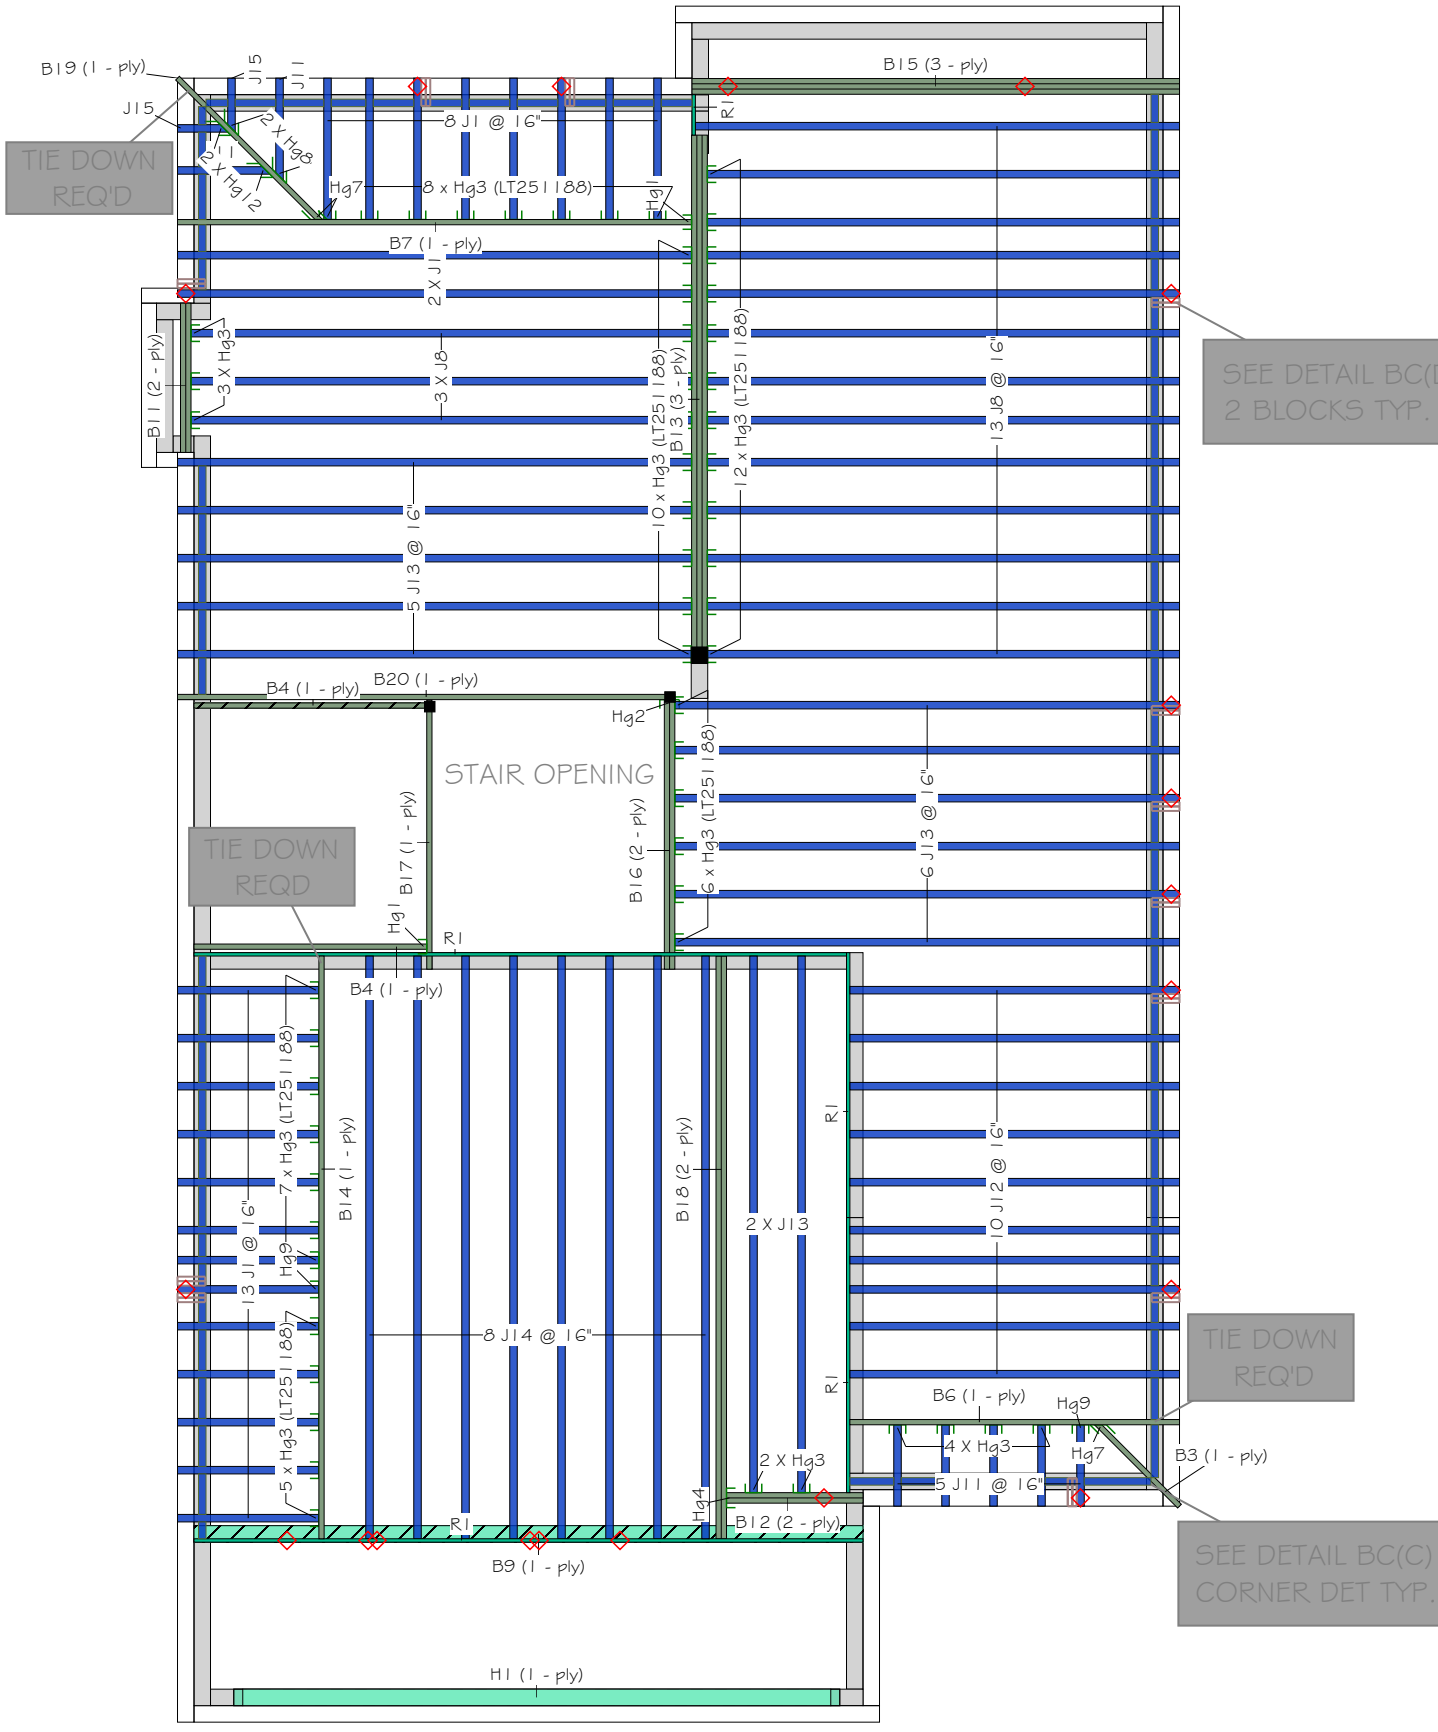 B19 (1 - ply)
J15
J11
B15 (3 - ply)
J15
R1
8 J1 @ 16"
2 X Hg8
TIE DOWN
REQ'D
2 X Hg12
Hg7
8 x Hg3 (LT251188)
Hg1
B7 (1 - ply)
2 X J1
10 x Hg3 (LT251188)
B13 (3 - ply)
12 x Hg3 (LT251188)
13 J8 @ 16"
B11 (2 - ply)
3 X Hg3
3 X J8
SEE DETAIL BC(
2 BLOCKS TYP.
5 J13 @ 16"
B20 (1 - ply)
B4 (1 - ply)
Hg2
STAIR OPENING
6 x Hg3 (LT251188)
6 J13 @ 16"
B17 (1 - ply)
B16 (2 - ply)
TIE DOWN
REQD
Hg1
R1
B4 (1 - ply)
7 x Hg3 (LT251188)
13 J1 @ 16"
B14 (1 - ply)
B18 (2 - ply)
R1
10 J12 @ 16"
2 X J13
Hg9
8 J14 @ 16"
5 x Hg3 (LT251188)
R1
TIE DOWN
REQ'D
B6 (1 - ply)
Hg9
4 X Hg3
Hg7
B3 (1 - ply)
2 X Hg3
5 J11 @ 16"
Hg4
B12 (2 - ply)
R1
B9 (1 - ply)
SEE DETAIL BC(C)
CORNER DET TYP.
H1 (1 - ply)